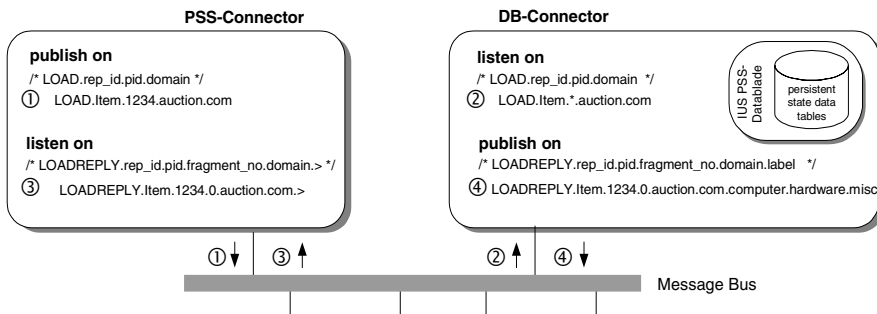 PSS-Connector
publish on
/* LOAD.rep_id.pid.domain */
① LOAD.Item.1234.auction.com
listen on
/* LOADREPLY.rep_id.pid.fragment_no.domain.> */
③ LOADREPLY.Item.1234.0.auction.com.>
DB-Connector
listen on
/* LOAD.rep_id.pid.domain */
② LOAD.Item.*.auction.com
IUS PSS-
Datablade
persistent
state data
tables
publish on
/* LOADREPLY.rep_id.pid.fragment_no.domain.label */
④ LOADREPLY.Item.1234.0.auction.com.computer.hardware.misc
① ③ ② ④
Message Bus